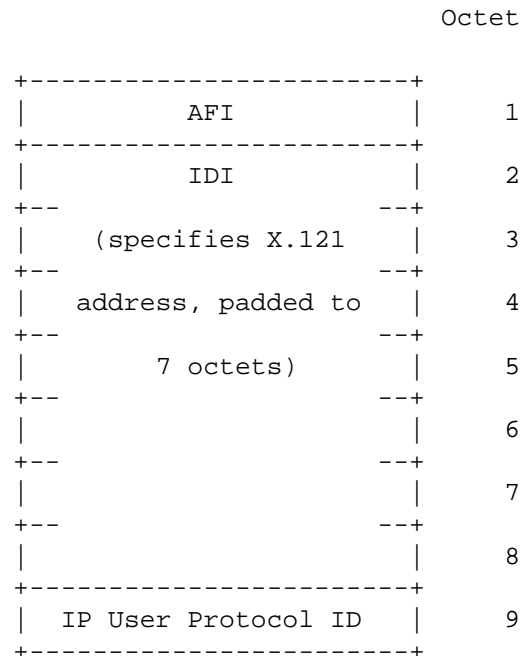 Octet
+------------------------+
| AFI | 1
+------------------------+
| IDI | 2
+-- --+
| (specifies X.121 | 3
+-- --+
| address, padded to | 4
+-- --+
| 7 octets) | 5
+-- --+
| | 6
+-- --+
| | 7
+-- --+
| | 8
+------------------------+
| IP User Protocol ID | 9
+------------------------+